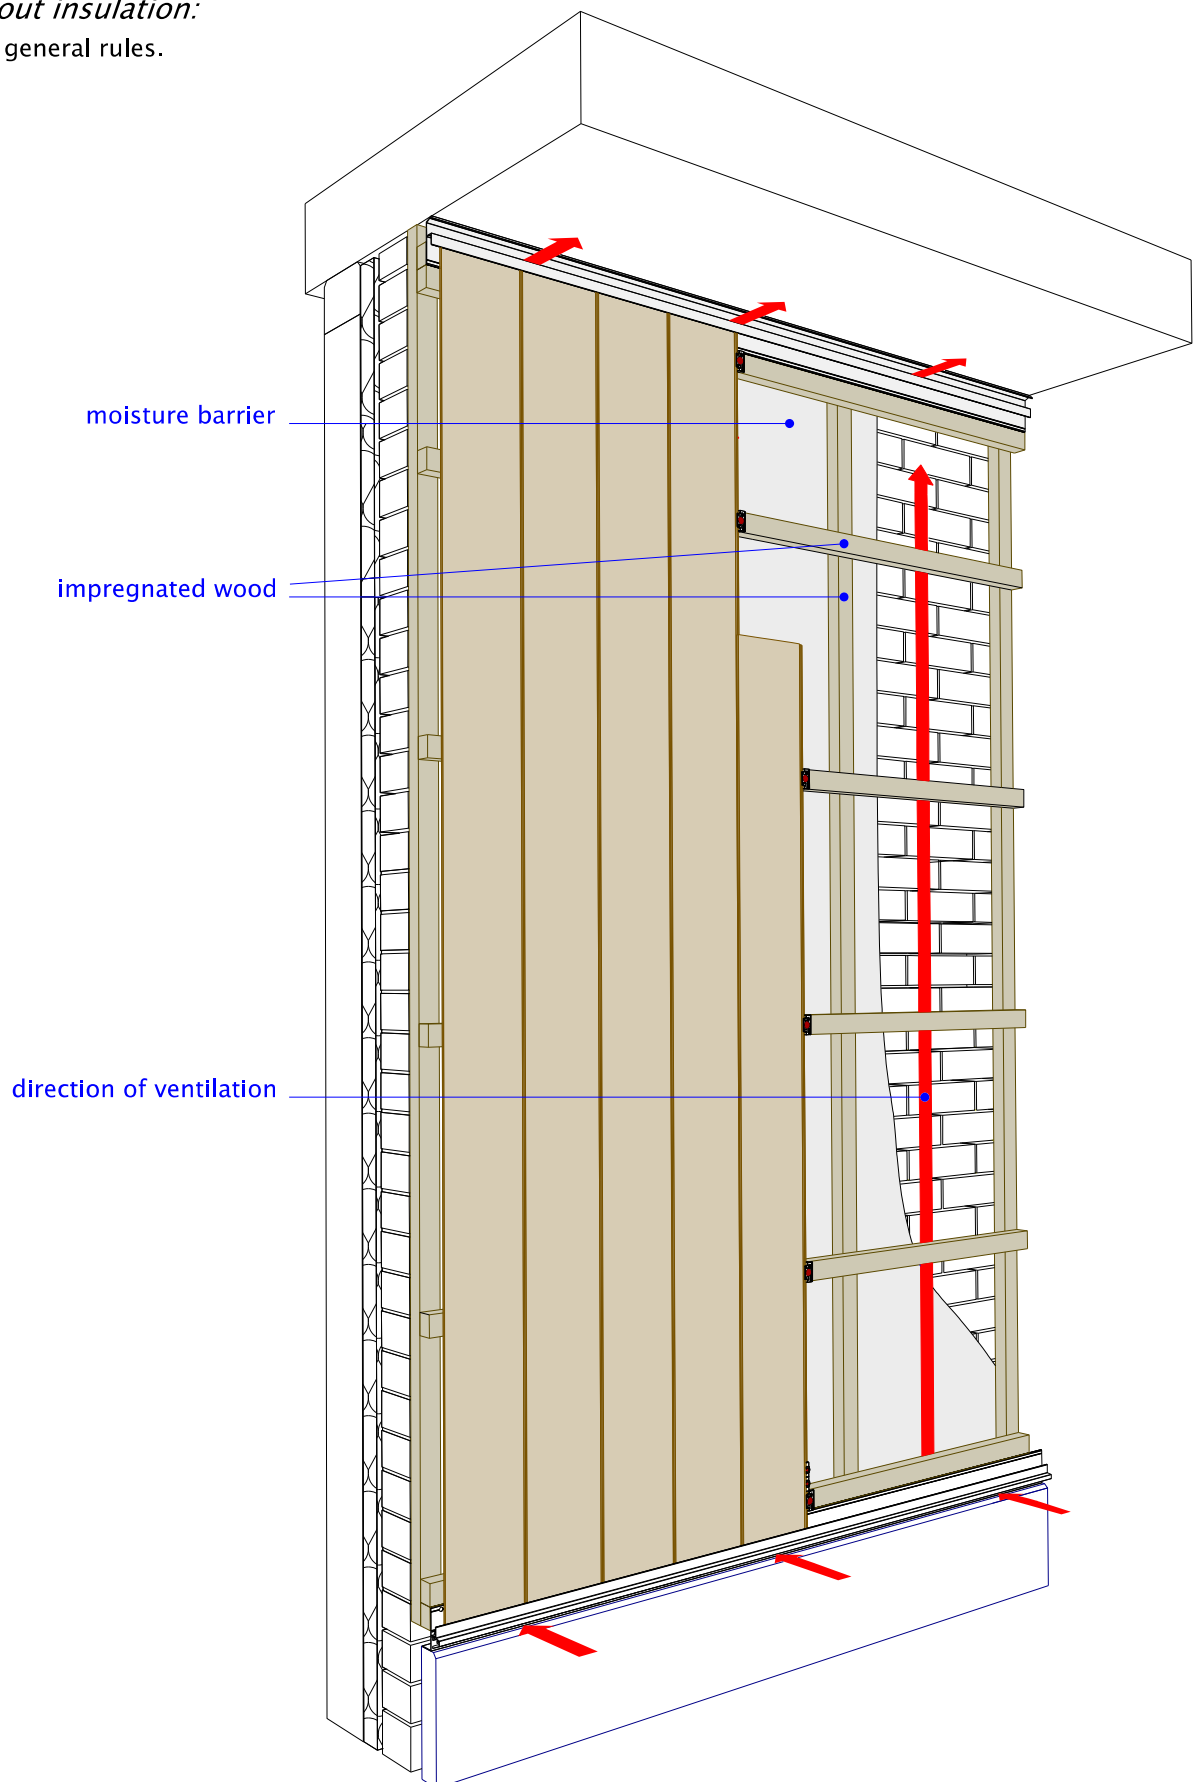 out insulation:
general rules.
moisture barrier
impregnated wood
direction of ventilation